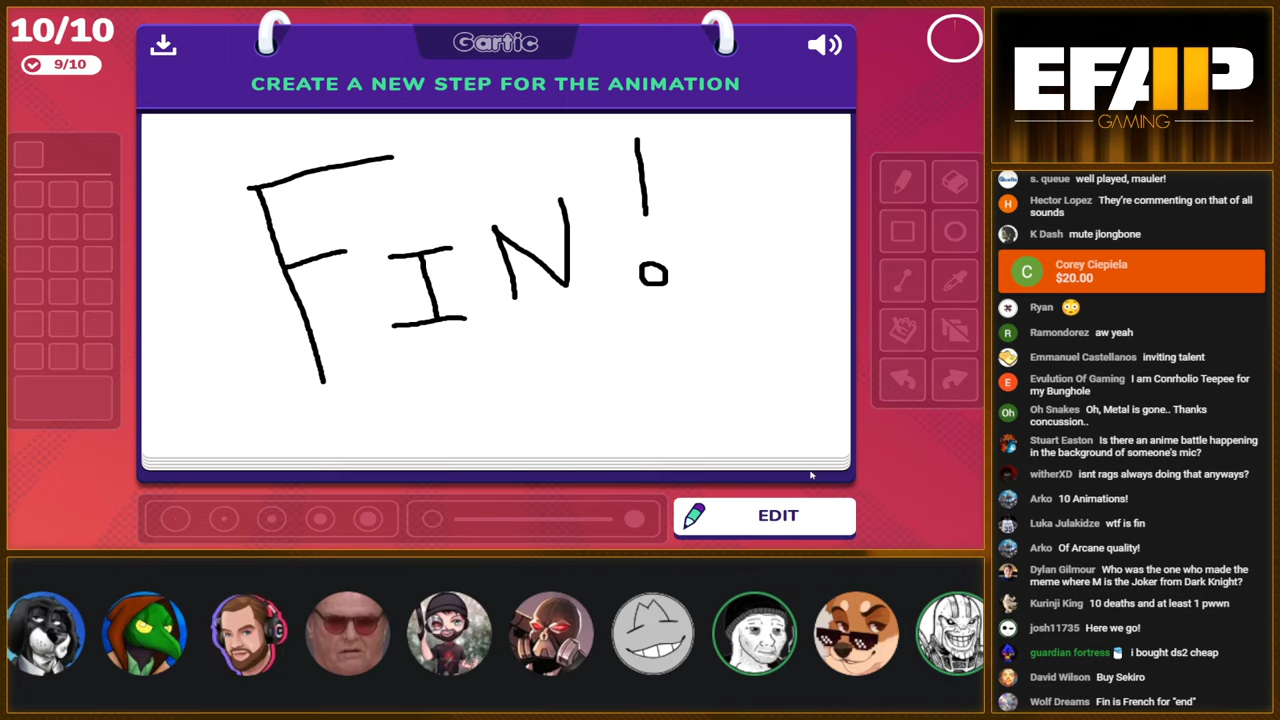 10/10
9/10
Gartic
CREATE A NEW STEP FOR THE ANIMATION
FIN!
EDIT
EFAP
GAMING
s. queue well played, mauler!
Hector Lopez They're commenting on that of all
sounds
K Dash mute jlongbone
C
Corey Ciepiela
$20.00
Ryan 😳
Ramondorez aw yeah
Emmanuel Castellanos inviting talent
Evulution Of Gaming I am Conrholio Teepee for
my Bunghole
Oh Snakes Oh, Metal is gone.. Thanks
concussion..
Stuart Easton Is there an anime battle happening
in the background of someone's mic?
witherXD isnt rags always doing that anyways?
Arko 10 Animations!
Luka Julakidze wtf is fin
Arko Of Arcane quality!
Dylan Gilmour Who was the one who made the
meme where M is the Joker from Dark Knight?
Kurinji King 10 deaths and at least 1 pwwn
josh11735 Here we go!
guardian fortress i bought ds2 cheap
David Wilson Buy Sekiro
Wolf Dreams Fin is French for "end"